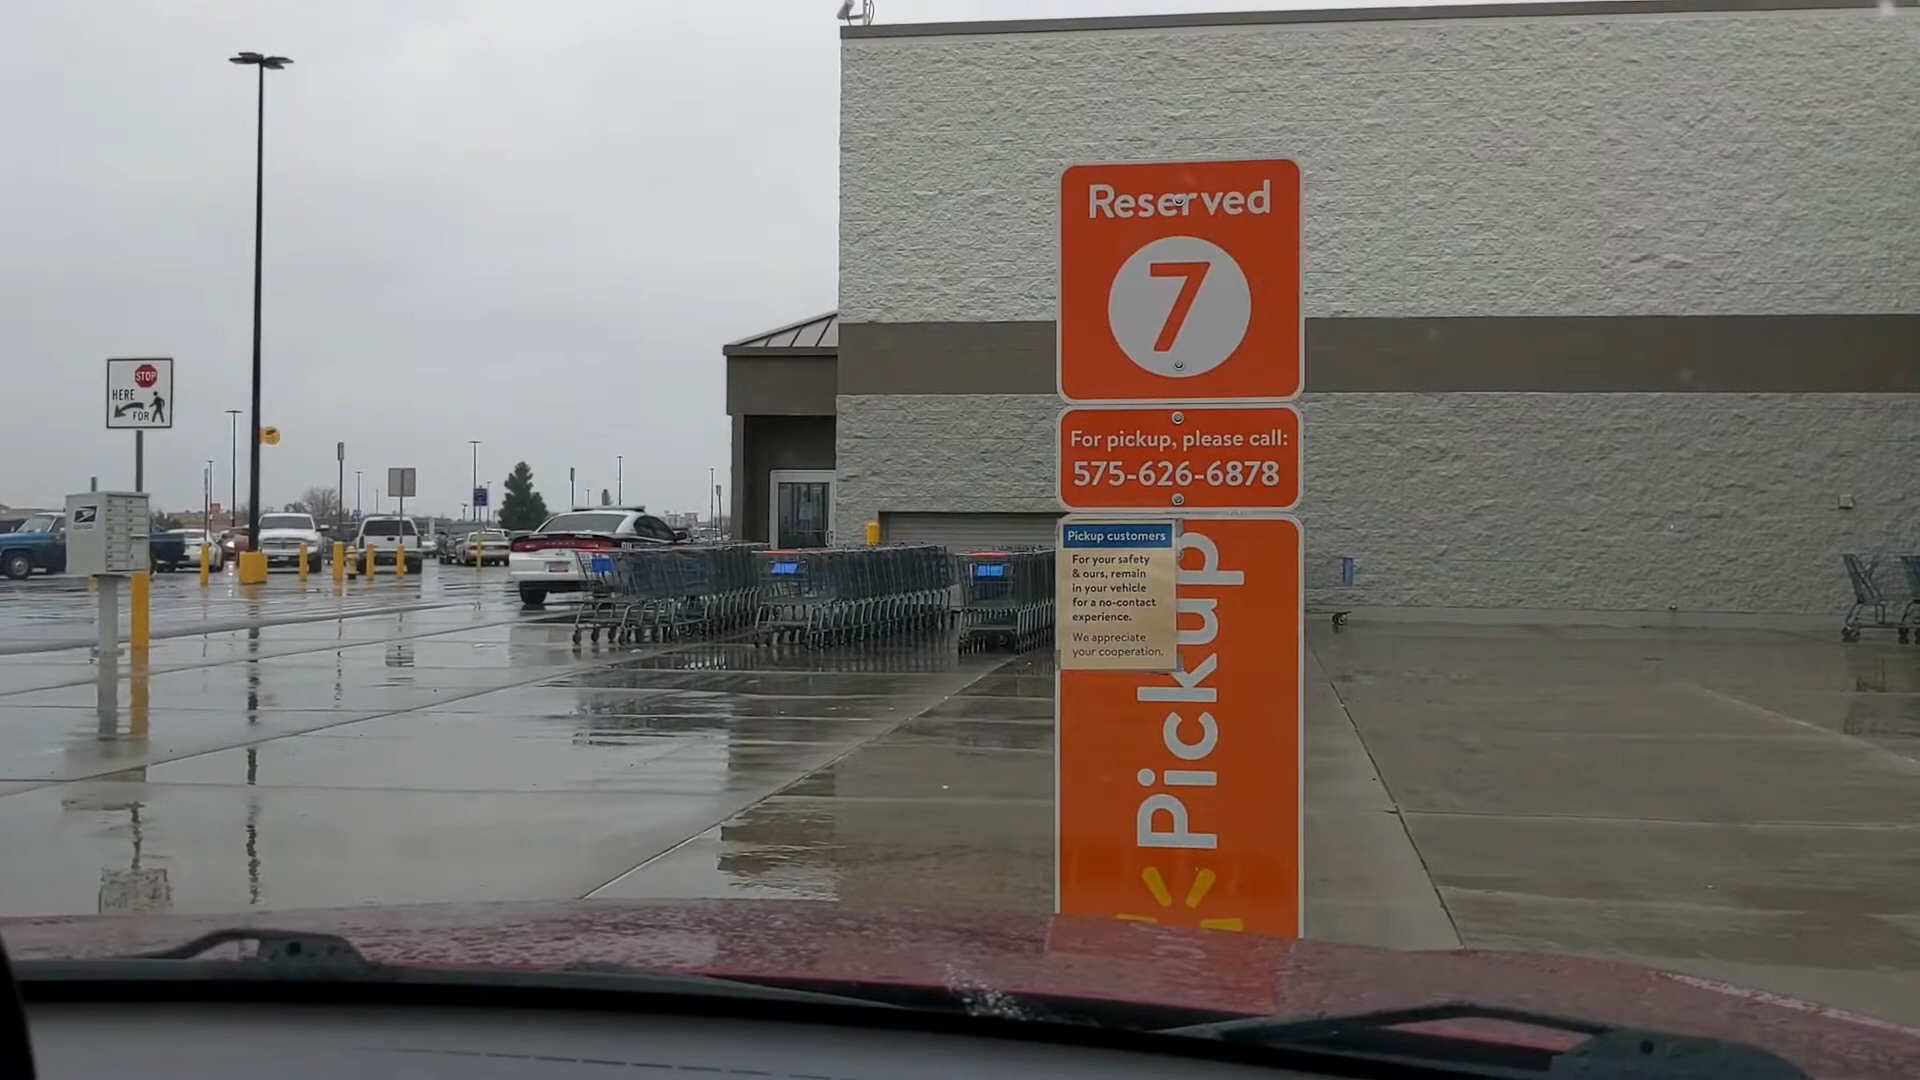 Reserved
7
For pickup, please call:
575-626-6878
Pickup customers
For your safety
& ours, remain
in your vehicle
for a no-contact
experience.
We appreciate
your cooperation.
Pickup
STOP
HERE
FOR